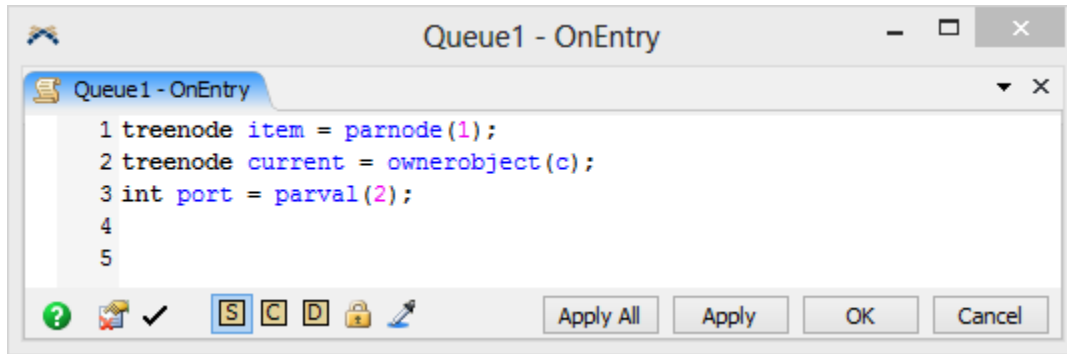 Queue1 - OnEntry
Queue1 - OnEntry
1 treenode item = parnode(1);
2 treenode current = ownerobject(c);
3 int port = parval(2);
4
5
S C D Apply All Apply OK Cancel